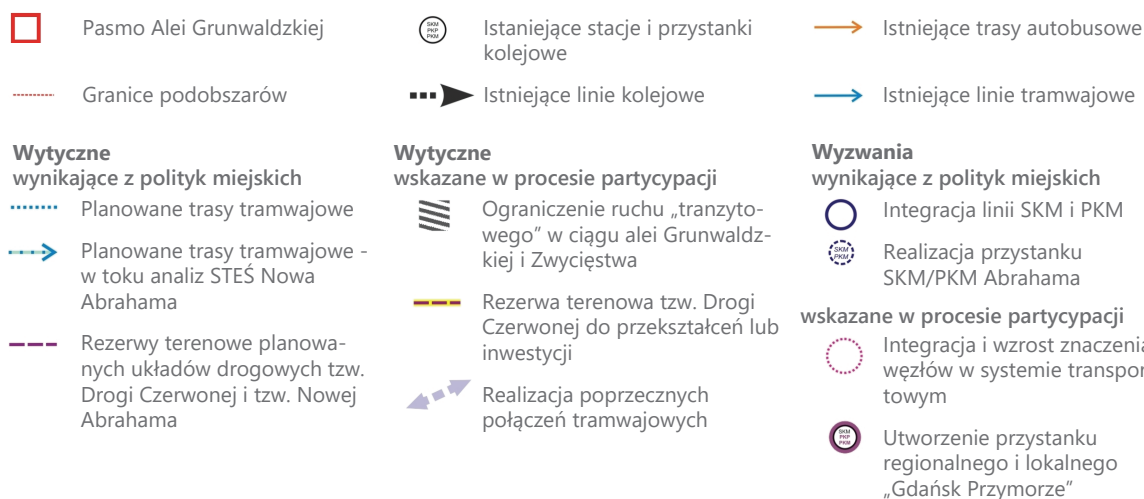 Pasmo Alei Grunwaldzkiej
Granice podobszarów
SKM
PKP
PKM
Istaniejące stacje i przystanki
kolejowe
Istniejące linie kolejowe
Istniejące trasy autobusowe
Istniejące linie tramwajowe
Wytyczne
wynikające z polityk miejskich
Planowane trasy tramwajowe
Planowane trasy tramwajowe -
w toku analiz STEŚ Nowa
Abrahama
Rezerwy terenowe planowa-
nych układów drogowych tzw.
Drogi Czerwonej i tzw. Nowej
Abrahama
Wytyczne
wskazane w procesie partycypacji
Ograniczenie ruchu „tranzyto-
wego” w ciągu alei Grunwaldz-
kiej i Zwycięstwa
Rezerwa terenowa tzw. Drogi
Czerwonej do przekształceń lub
inwestycji
Realizacja poprzecznych
połączeń tramwajowych
Wyzwania
wynikające z polityk miejskich
Integracja linii SKM i PKM
SKM
PKM
Realizacja przystanku
SKM/PKM Abrahama
wskazane w procesie partycypacji
Integracja i wzrost znaczenia
węzłów w systemie transpor
towym
SKM
PKP
PKM
Utworzenie przystanku
regionalnego i lokalnego
„Gdańsk Przymorze”